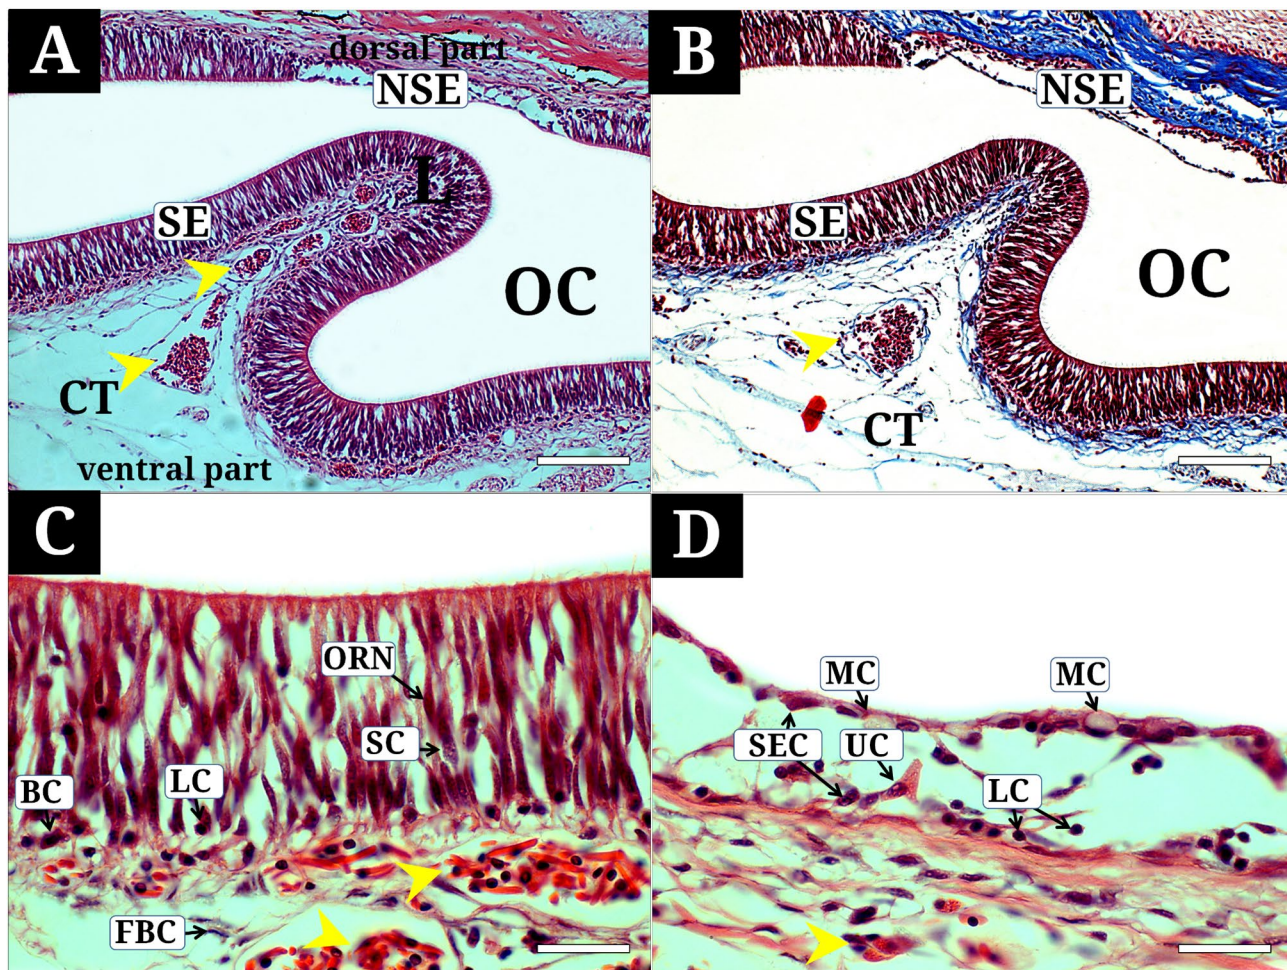 A
dorsal part
NSE
L
SE
OC
CT
ventral part
B
NSE
SE
OC
CT
C
ORN
SC
BC
LC
FBC
D
MC
MC
SEC
UC
LC